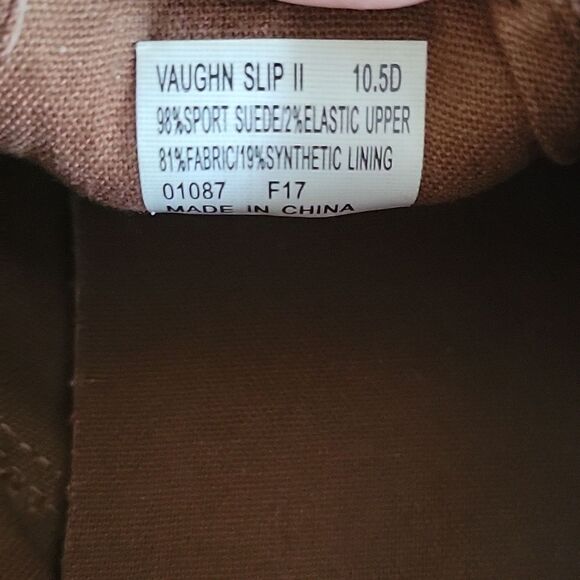 VAUGHN SLIP II 10.5D
98%SPORT SUEDE/2%ELASTIC UPPER
81%FABRIC/19%SYNTHETIC LINING
01087 F17
MADE IN CHINA